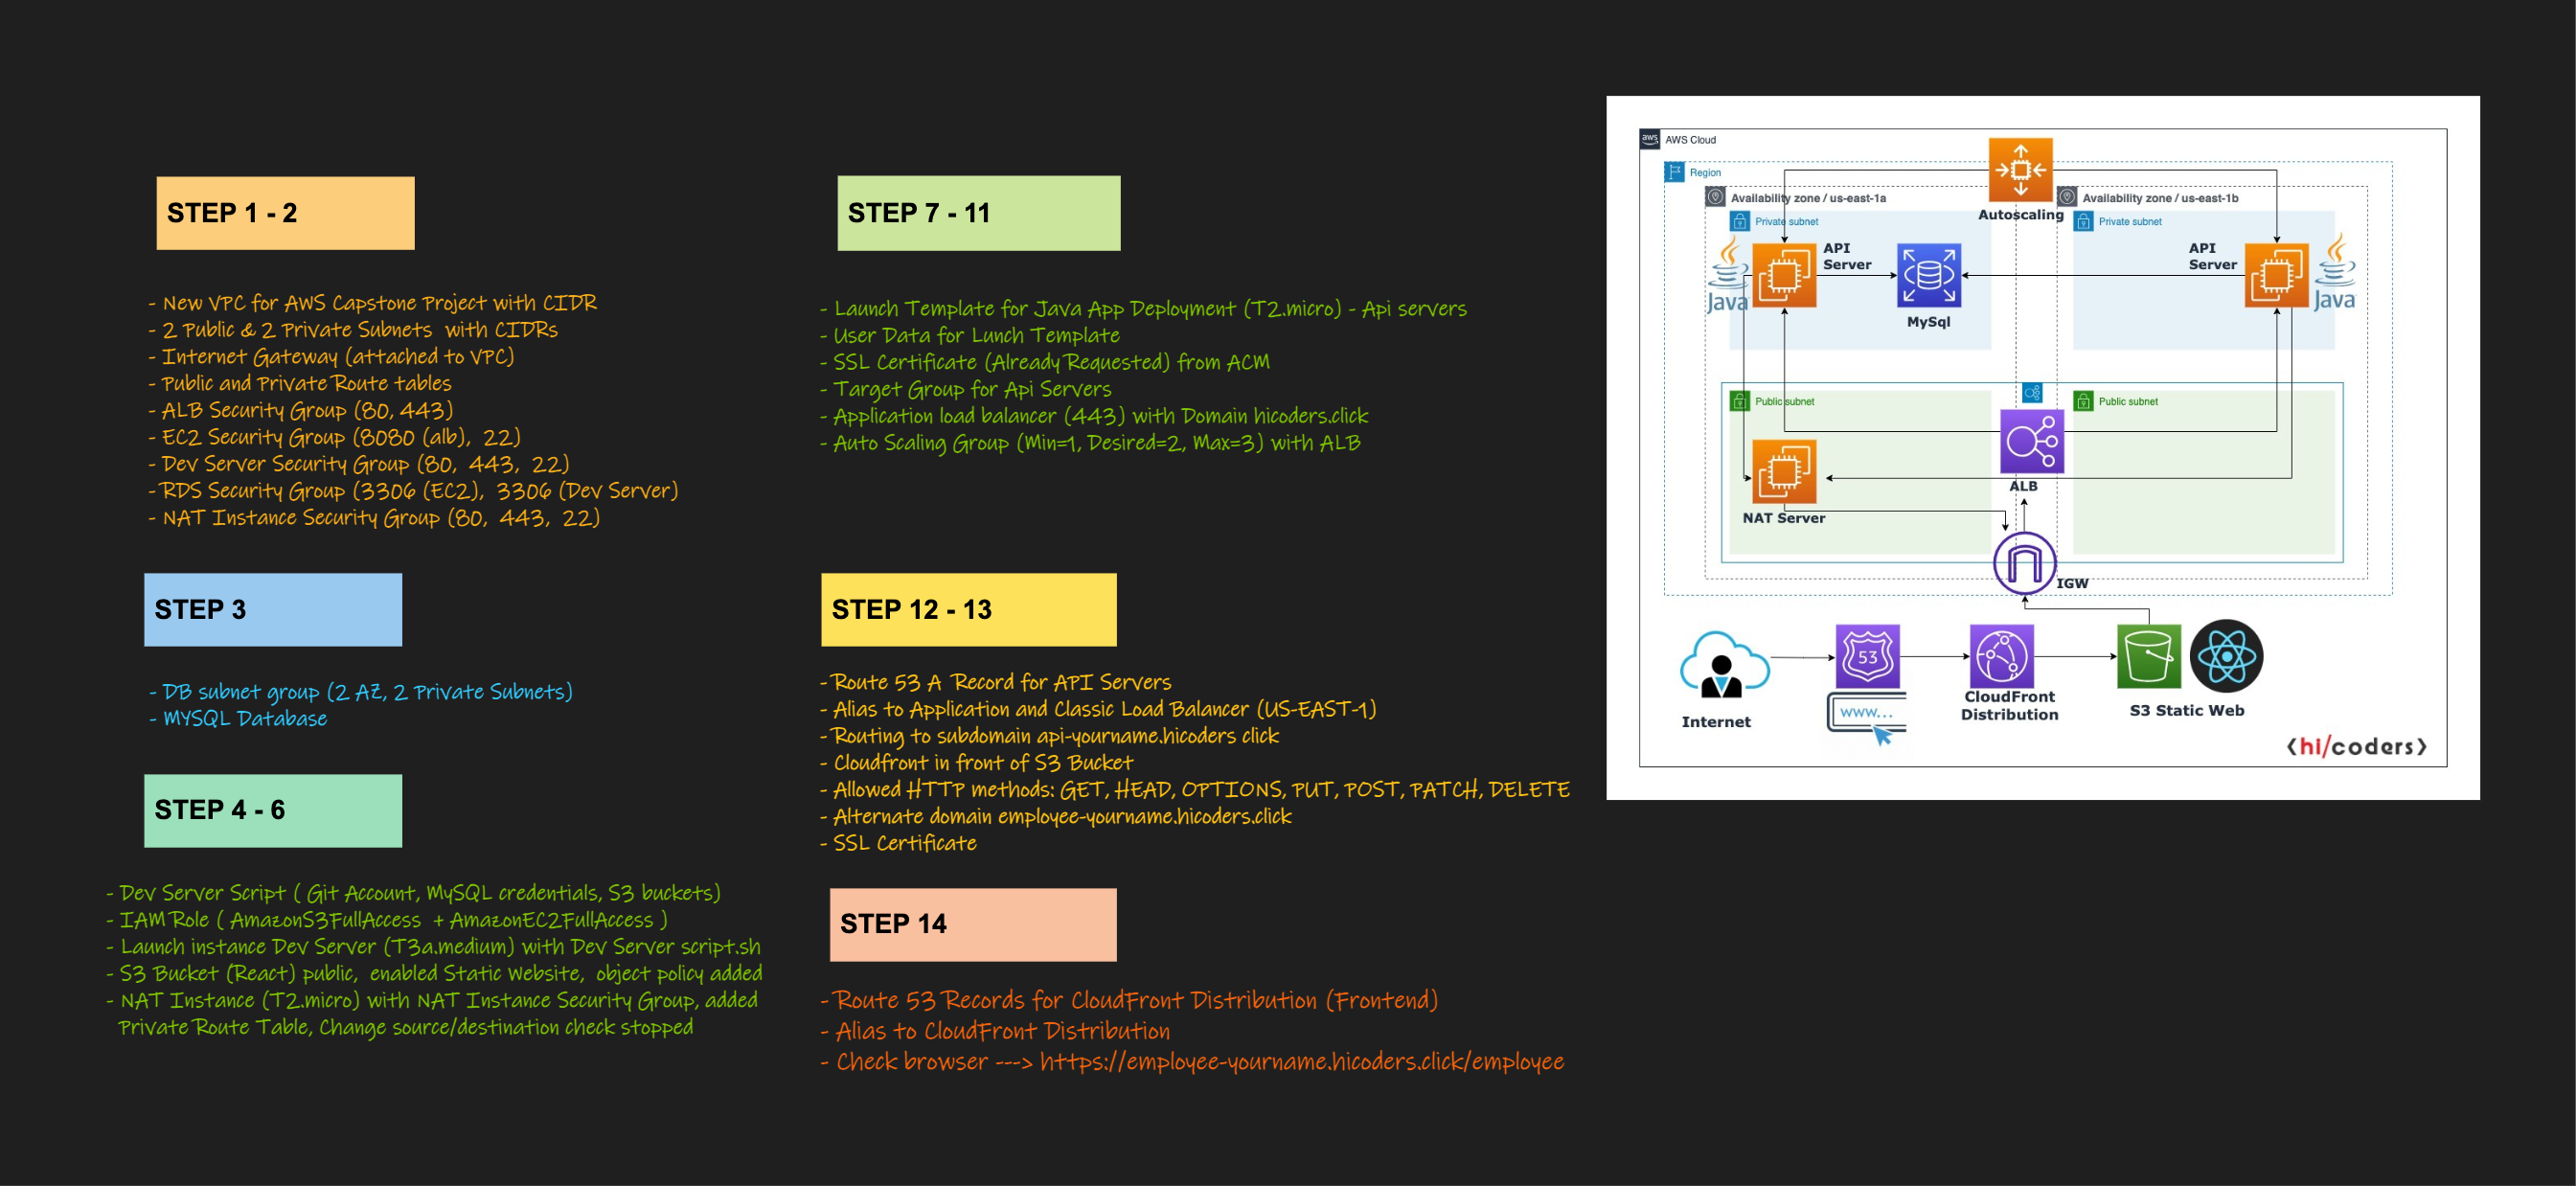 STEP 1 - 2
- New VPC for AWS Capstone Project with CIDR
- 2 Public & 2 Private Subnets with CIDRs
- Internet Gateway (attached to VPC)
- Public and Private Route tables
- ALB Security Group (80, 443)
- EC2 Security Group (8080 (alb), 22)
- Dev Server Security Group (80, 443, 22)
- RDS Security Group (3306 (EC2), 3306 (Dev Server)
- NAT Instance Security Group (80, 443, 22)
STEP 3
- DB subnet group (2 AZ, 2 Private Subnets)
- MYSQL Database
STEP 4 - 6
- Dev Server Script ( Git Account, MySQL credentials, S3 buckets)
- IAM Role ( AmazonS3FullAccess + AmazonEC2FullAccess )
- Launch instance Dev Server (T3a.medium) with Dev Server script.sh
- S3 Bucket (React) public, enabled Static Website, object policy added
- NAT Instance (T2.micro) with NAT Instance Security Group, added
Private Route Table, Change source/destination check stopped
STEP 7 - 11
- Launch Template for Java App Deployment (T2.micro) - Api servers
- User Data for Lunch Template
- SSL Certificate (Already Requested) from ACM
- Target Group for Api Servers
- Application load balancer (443) with Domain hicoders.click
- Auto Scaling Group (Min=1, Desired=2, Max=3) with ALB
STEP 12 - 13
- Route 53 A Record for API Servers
- Alias to Application and Classic Load Balancer (US-EAST-1)
- Routing to subdomain api-yourname.hicoders click
- Cloudfront in front of S3 Bucket
- Allowed HTTP methods: GET, HEAD, OPTIONS, PUT, POST, PATCH, DELETE
- Alternate domain employee-yourname.hicoders.click
- SSL Certificate
STEP 14
- Route 53 Records for CloudFront Distribution (Frontend)
- Alias to CloudFront Distribution
- Check browser ---> https://employee-yourname.hicoders.click/employee
aws
AWS Cloud
Region
Availability zone / us-east-1a
Autoscaling
Availability zone / us-east-1b
Private subnet
Private subnet
API
Server
API
Server
Java
Java
MySql
Public subnet
Public subnet
ALB
NAT Server
IGW
53
www...
Internet
CloudFront
Distribution
S3 Static Web
<hi/coders>